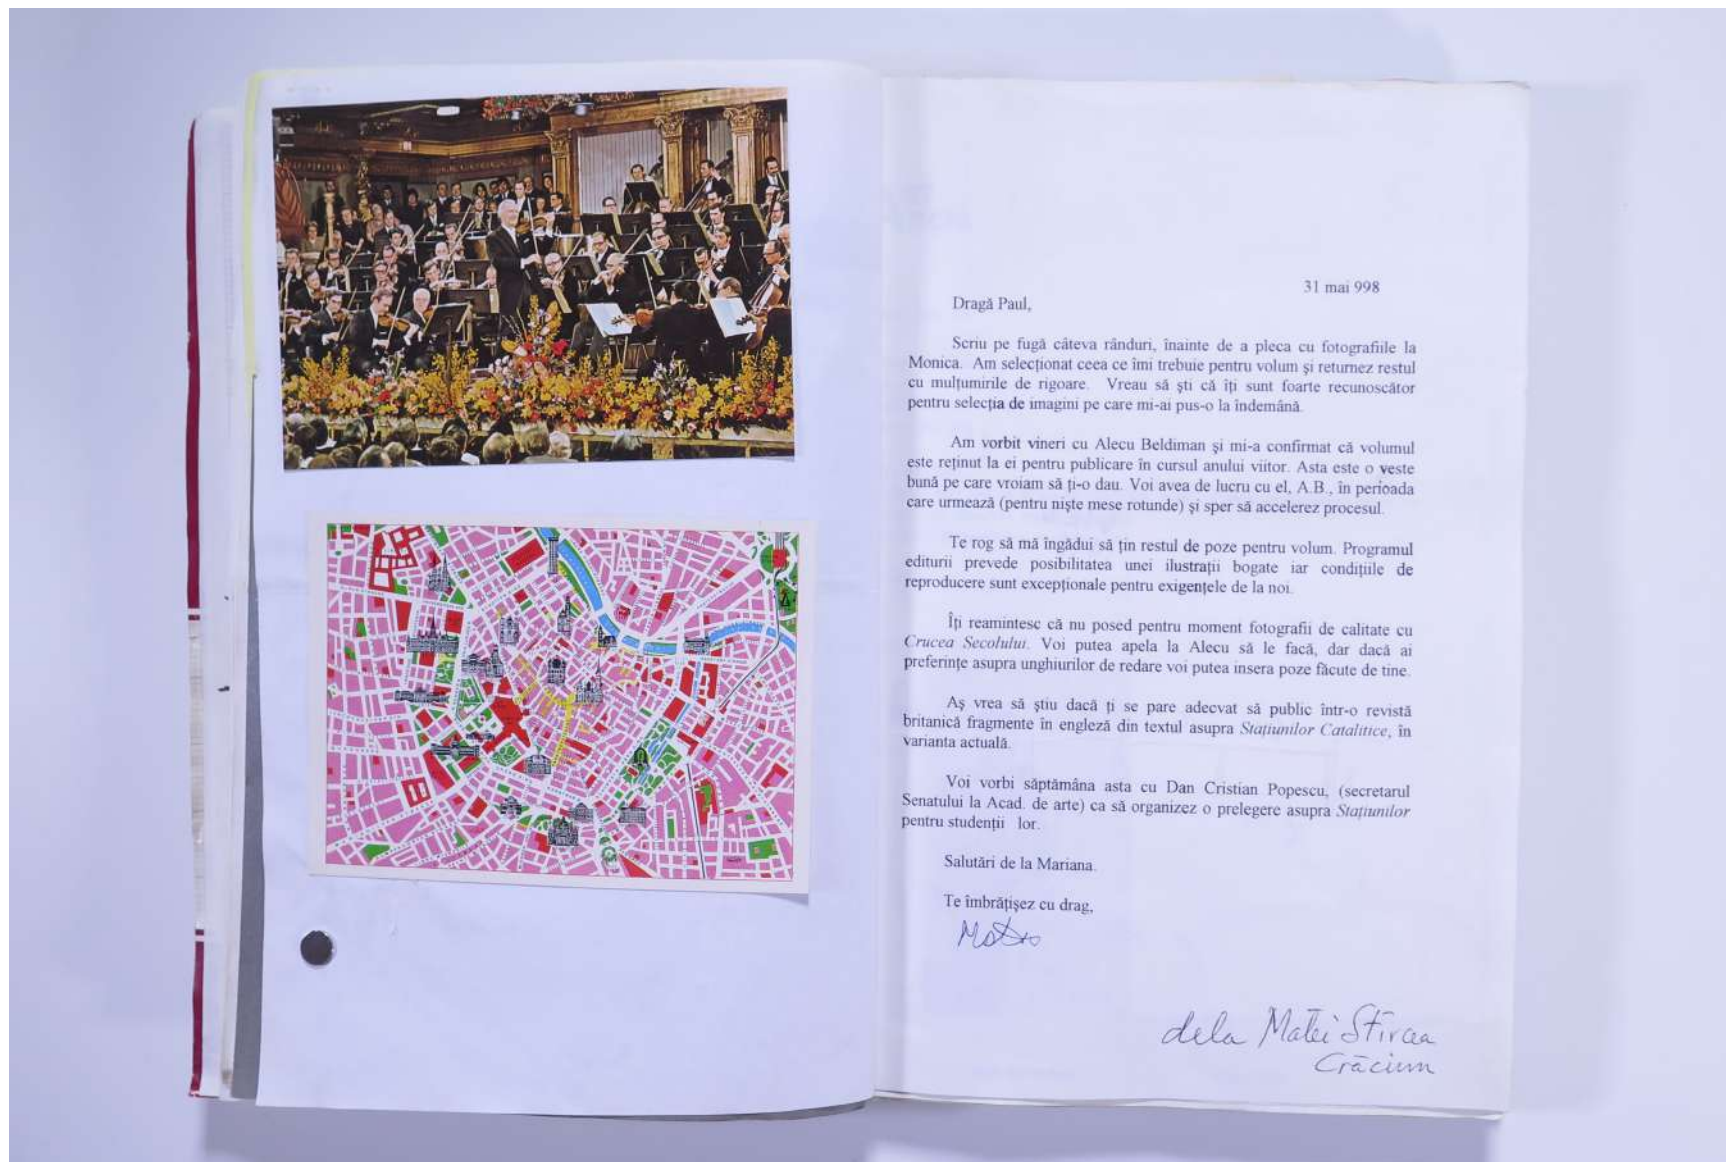 31 mai 998
Dragă Paul,
Scriu pe fugă câteva rânduri, înainte de a pleca cu fotografiile la
Monica. Am selecționat ceea ce îmi trebuie pentru volum și returnez restul
cu mulțumirile de rigoare. Vreau să ști că îți sunt foarte recunoscător
pentru selecția de imagini pe care mi-ai pus-o la îndemână.
Am vorbit vineri cu Alecu Beldiman și mi-a confirmat că volumul
este reținut la ei pentru publicare în cursul anului viitor. Asta este o veste
bună pe care vroiam să ți-o dau. Voi avea de lucru cu el, A.B., în perioada
care urmează (pentru niște mese rotunde) și sper să accelerez procesul.
Te rog să mă îngădui să țin restul de poze pentru volum. Programul
editurii prevede posibilitatea unei ilustrații bogate iar condițiile de
reproducere sunt excepționale pentru exigențele de la noi.
Îți reamintesc că nu posed pentru moment fotografii de calitate cu
Crucea Secolului. Voi putea apela la Alecu să le facă, dar dacă ai
preferințe asupra unghiurilor de redare voi putea insera poze făcute de tine.
Aș vrea să știu dacă ți se pare adecvat să public într-o revistă
britanică fragmente în engleză din textul asupra Stațiunilor Catalitice, în
varianta actuală.
Voi vorbi săptămâna asta cu Dan Cristian Popescu, (secretarul
Senatului la Acad. de arte) ca să organizez o prelegere asupra Stațiunilor
pentru studenții lor.
Salutări de la Mariana.
Te îmbrățișez cu drag,
dela Matei Stîrcea
Crăciun